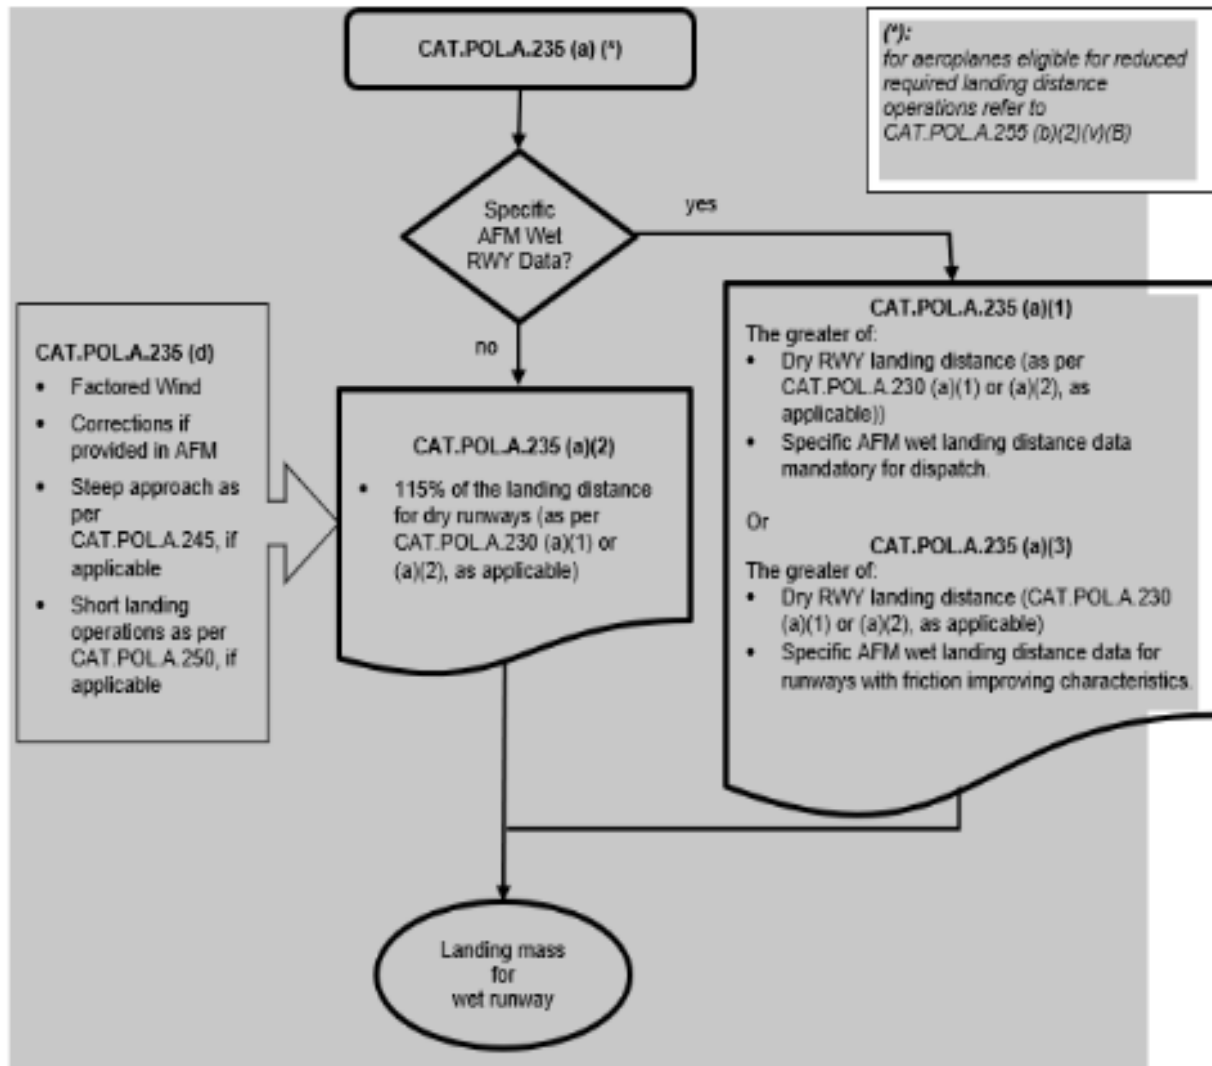 CAT.POL.A.235 (a) (*)
(*):
for aeroplanes eligible for reduced
required landing distance
operations refer to
CAT.POL.A.255 (b)(2)(v)(B)
Specific
AFM Wet
RWY Data?
yes
no
CAT.POL.A.235 (d)
• Factored Wind
• Corrections if
provided in AFM
• Steep approach as
per
CAT.POL.A.245, if
applicable
• Short landing
operations as per
CAT.POL.A.250, if
applicable
CAT.POL.A.235 (a)(2)
• 115% of the landing distance
for dry runways (as per
CAT.POL.A.230 (a)(1) or
(a)(2), as applicable)
CAT.POL.A.235 (a)(1)
The greater of:
• Dry RWY landing distance (as per
CAT.POL.A.230 (a)(1) or (a)(2), as
applicable))
• Specific AFM wet landing distance data
mandatory for dispatch.
Or
CAT.POL.A.235 (a)(3)
The greater of:
• Dry RWY landing distance (CAT.POL.A.230
(a)(1) or (a)(2), as applicable)
• Specific AFM wet landing distance data for
runways with friction improving characteristics.
Landing mass
for
wet runway